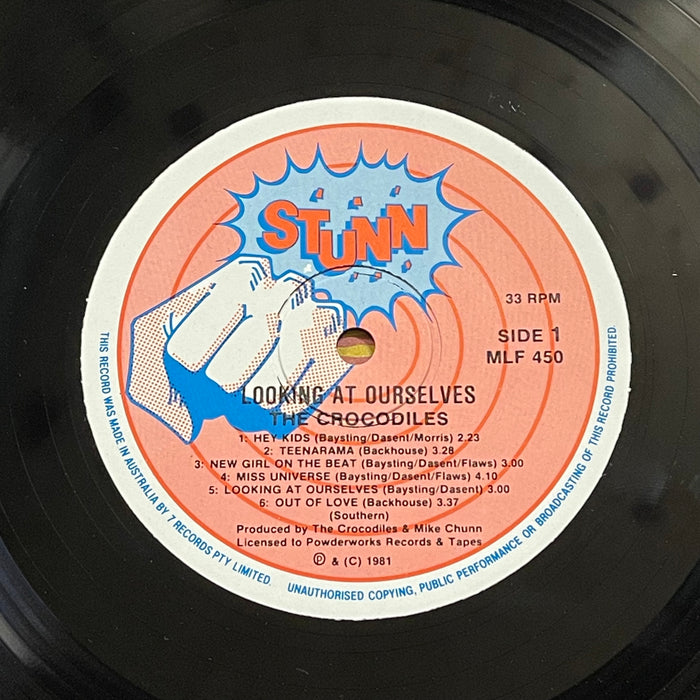 STUNN
33 RPM
SIDE 1
MLF 450
LOOKING AT OURSELVES
THE CROCODILES
1: HEY KIDS (Baysting/Dasent/Morris) 2.23
2: TEENARAMA (Backhouse) 3.28
3: NEW GIRL ON THE BEAT (Baysting/Dasent/Flaws) 3.00
4: MISS UNIVERSE (Baysting/Dasent/Flaws) 4.10
5: LOOKING AT OURSELVES (Baysting/Dasent) 3.00
6: OUT OF LOVE (Backhouse) 3.37
(Southern)
Produced by The Crocodiles & Mike Chunn
Licensed to Powderworks Records & Tapes
Ⓟ & (C) 1981
THIS RECORD WAS MADE IN AUSTRALIA BY 7 RECORDS PTY LIMITED. UNAUTHORISED COPYING, PUBLIC PERFORMANCE OR BROADCASTING OF THIS RECORD PROHIBITED.